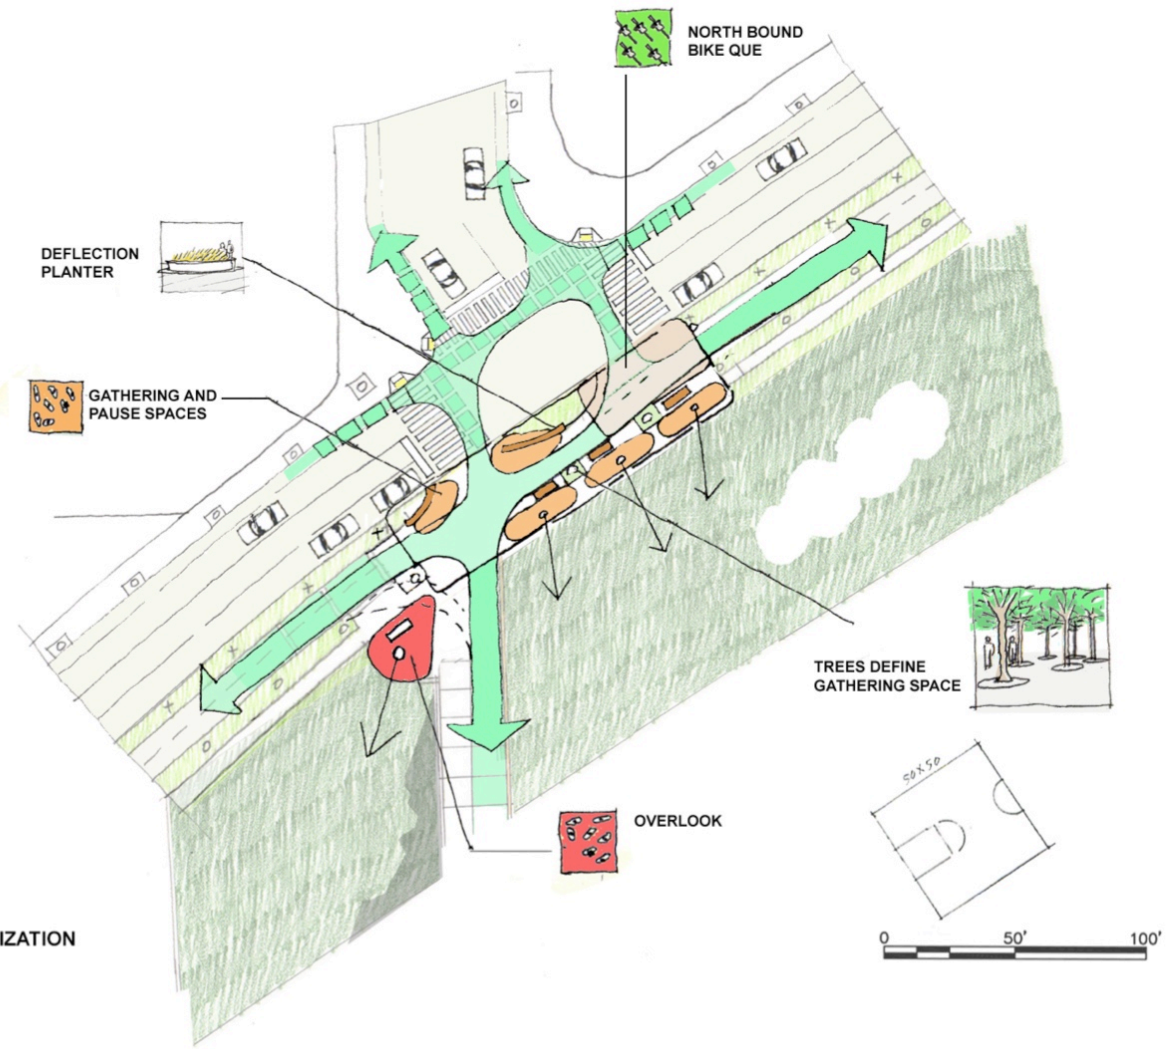 NORTH BOUND
BIKE QUE
DEFLECTION
PLANTER
GATHERING AND
PAUSE SPACES
TREES DEFINE
GATHERING SPACE
50X50
OVERLOOK
IZATION
0 50' 100'